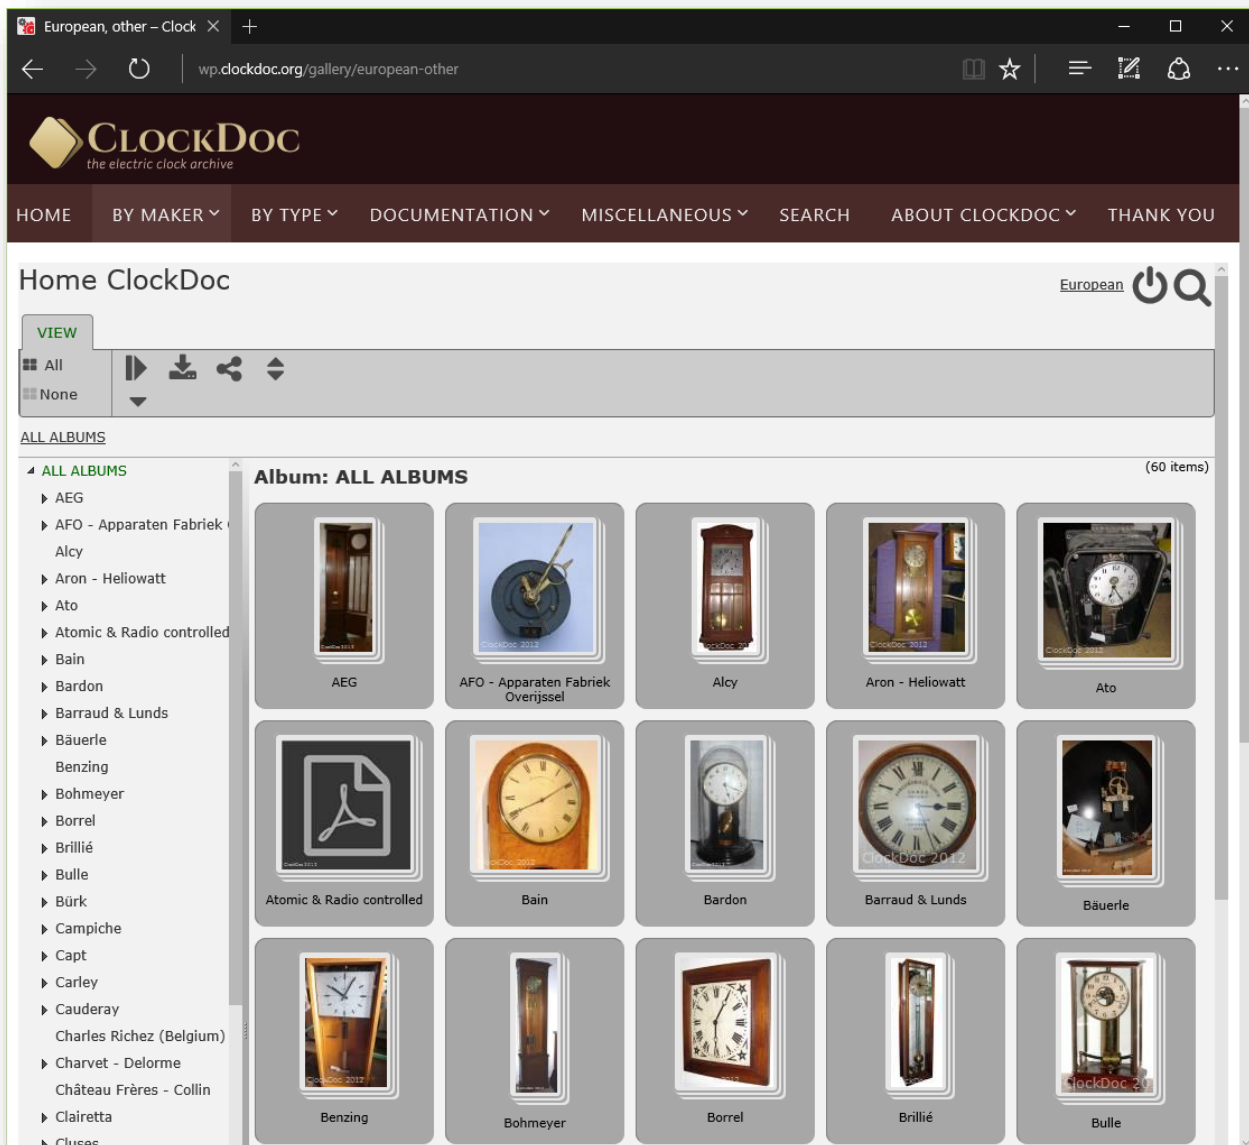 European, other – Clock
wp.clockdoc.org/gallery/european-other
CLOCKDOC
the electric clock archive
HOME BY MAKER BY TYPE DOCUMENTATION MISCELLANEOUS SEARCH ABOUT CLOCKDOC THANK YOU
Home ClockDoc
European
VIEW
All
None
ALL ALBUMS
ALL ALBUMS
AEG
AFO - Apparaten Fabriek
Alcy
Aron - Heliowatt
Ato
Atomic & Radio controlled
Bain
Bardon
Barraud & Lunds
Bäuerle
Benzing
Bohmeyer
Borrel
Brillié
Bulle
Bürk
Campiche
Capt
Carley
Cauderay
Charles Richez (Belgium)
Charvet - Delorme
Château Frères - Collin
Clairetta
Cluses
Album: ALL ALBUMS
(60 items)
AEG
AFO - Apparaten Fabriek
Overijssel
Alcy
Aron - Heliowatt
Ato
Atomic & Radio controlled
Bain
Bardon
ClockDoc 2012
Barraud & Lunds
Bäuerle
Benzing
Bohmeyer
Borrel
Brillié
Bulle